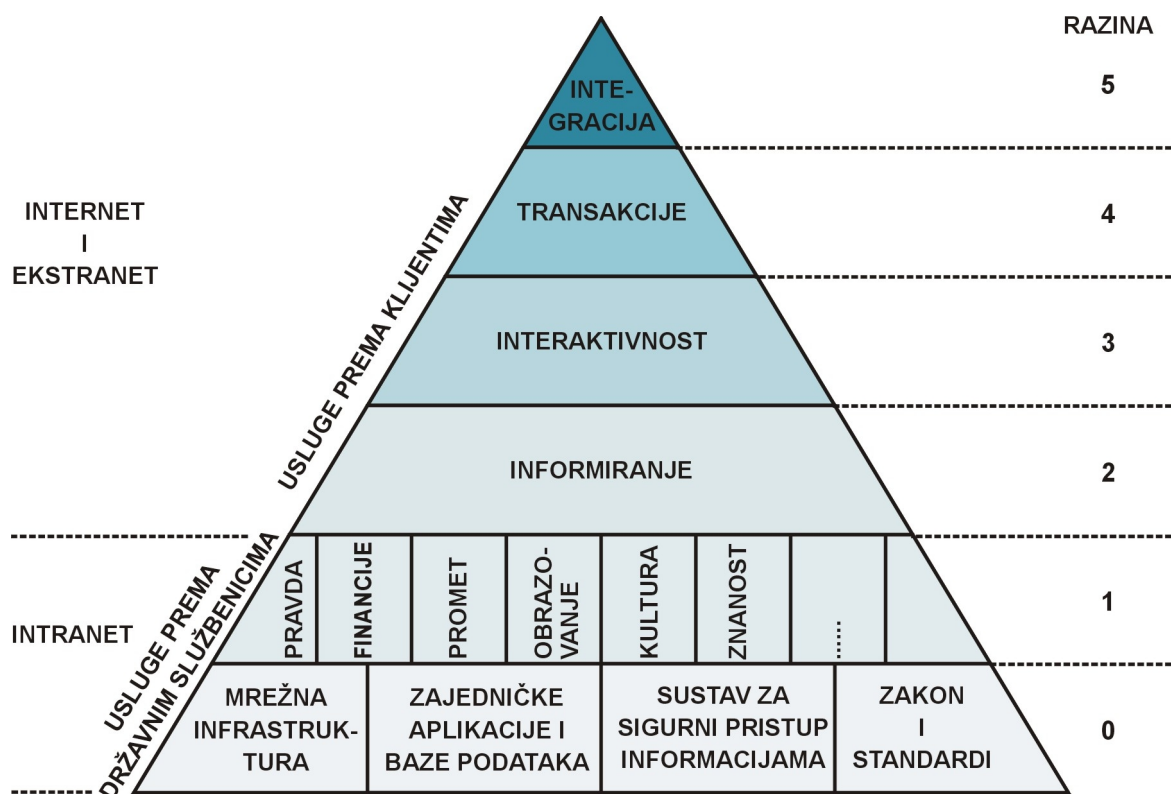 RAZINA
5
INTE-
GRACIJA
4
TRANSAKCIJE
INTERNET
I
EKSTRANET
USLUGE PREMA KLIJENTIMA
3
INTERAKTIVNOST
2
INFORMIRANJE
INTRANET
USLUGE PREMA
DRŽAVNIM SLUŽBENICIMA
PRAVDA
FINANCIJE
PROMET
OBRAZO-
VANJE
KULTURA
ZNANOST
......
1
MREŽNA
INFRASTRUK-
TURA
ZAJEDNIČKE
APLIKACIJE I
BAZE PODATAKA
SUSTAV ZA
SIGURNI PRISTUP
INFORMACIJAMA
ZAKON
I
STANDARDI
0